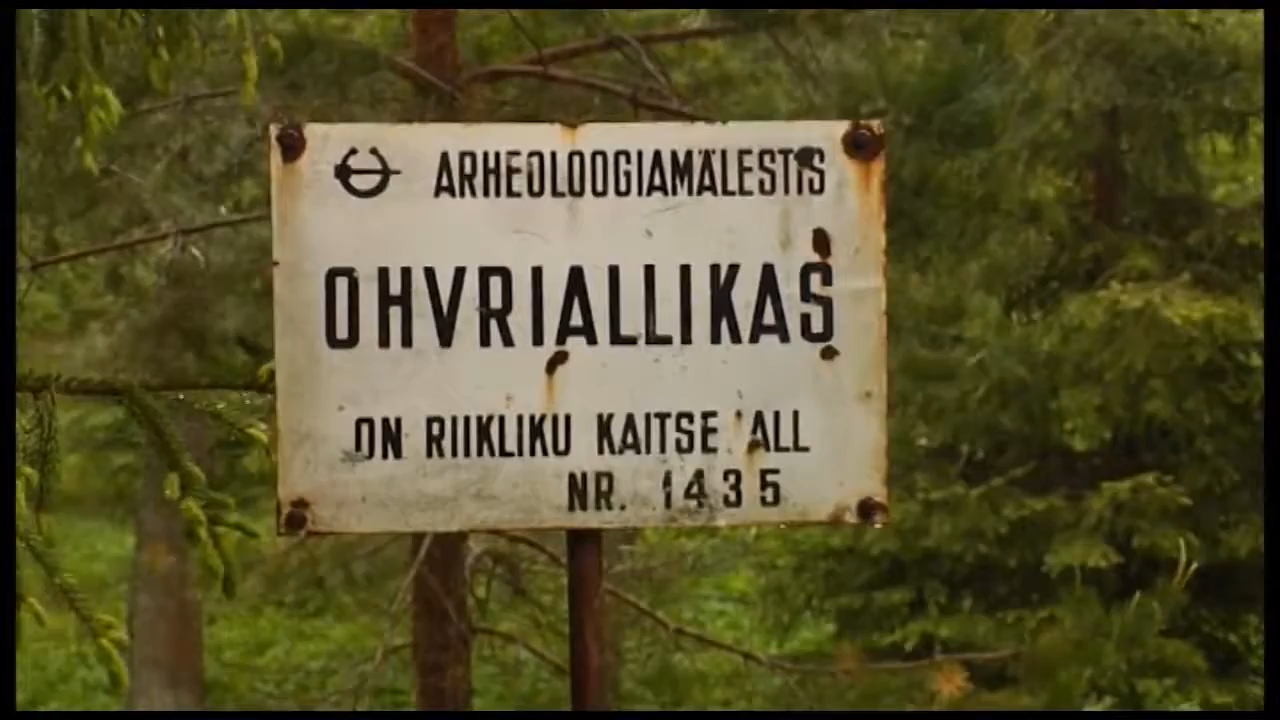 ARHEOLOOGIAMÄLESTIS
OHVRIALLIKAS
ON RIIKLIKU KAITSE ALL
NR. 1435